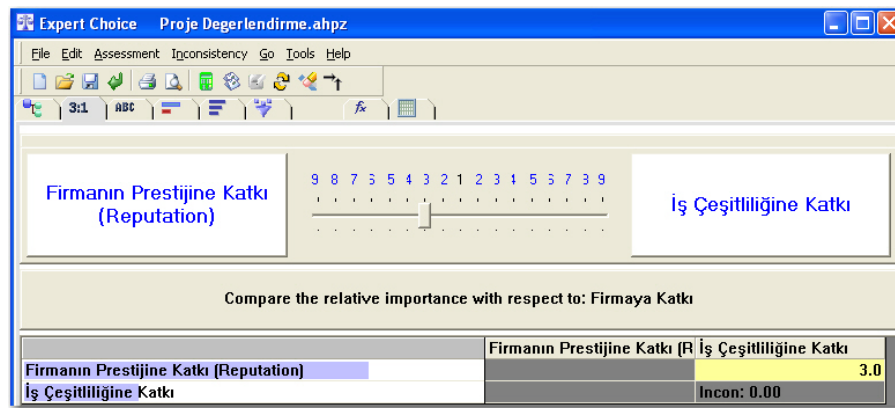 Expert Choice Proje Degerlendirme.ahpz
File Edit Assessment Inconsistency Go Tools Help
3:1 ABC fx
Firmanın Prestijine Katkı
(Reputation)
9 8 7 6 5 4 3 2 1 2 3 4 5 6 7 8 9
İş Çeşitliliğine Katkı
Compare the relative importance with respect to: Firmaya Katkı
Firmanın Prestijine Katkı (R İş Çeşitliliğine Katkı
Firmanın Prestijine Katkı (Reputation) 3.0
İş Çeşitliliğine Katkı Incon: 0.00